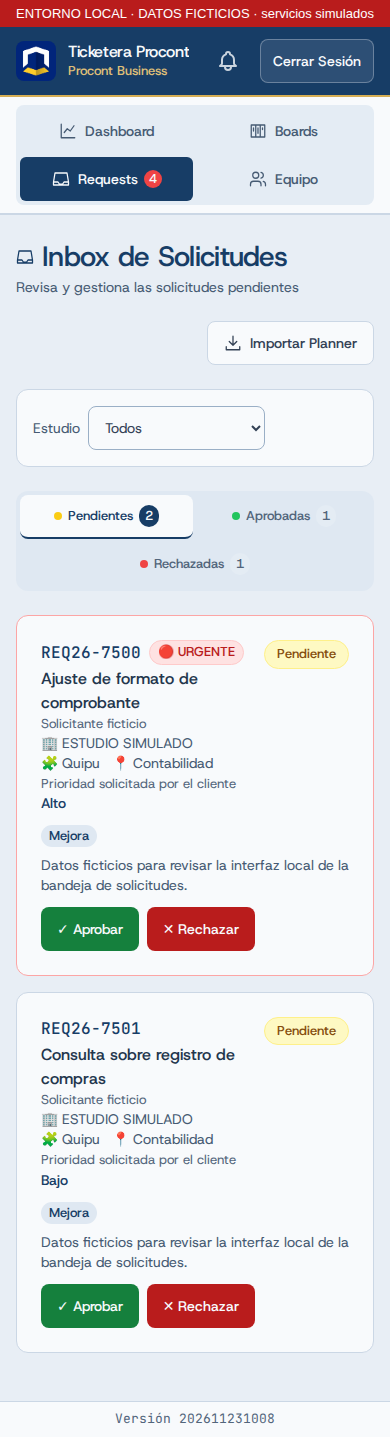 ENTORNO LOCAL · DATOS FICTICIOS · servicios simulados
Ticketera Procont
Procont Business
Cerrar Sesión
Dashboard
Boards
Requests 4
Equipo
Inbox de Solicitudes
Revisa y gestiona las solicitudes pendientes
Importar Planner
Estudio Todos
Pendientes 2
Aprobadas 1
Rechazadas 1
REQ26-7500 🔴 URGENTE Pendiente
Ajuste de formato de
comprobante
Solicitante ficticio
🏢 ESTUDIO SIMULADO
🧩 Quipu 📍 Contabilidad
Prioridad solicitada por el cliente
Alto
Mejora
Datos ficticios para revisar la interfaz local de la
bandeja de solicitudes.
✓ Aprobar ✕ Rechazar
REQ26-7501 Pendiente
Consulta sobre registro de
compras
Solicitante ficticio
🏢 ESTUDIO SIMULADO
🧩 Quipu 📍 Contabilidad
Prioridad solicitada por el cliente
Bajo
Mejora
Datos ficticios para revisar la interfaz local de la
bandeja de solicitudes.
✓ Aprobar ✕ Rechazar
Versión 202611231008